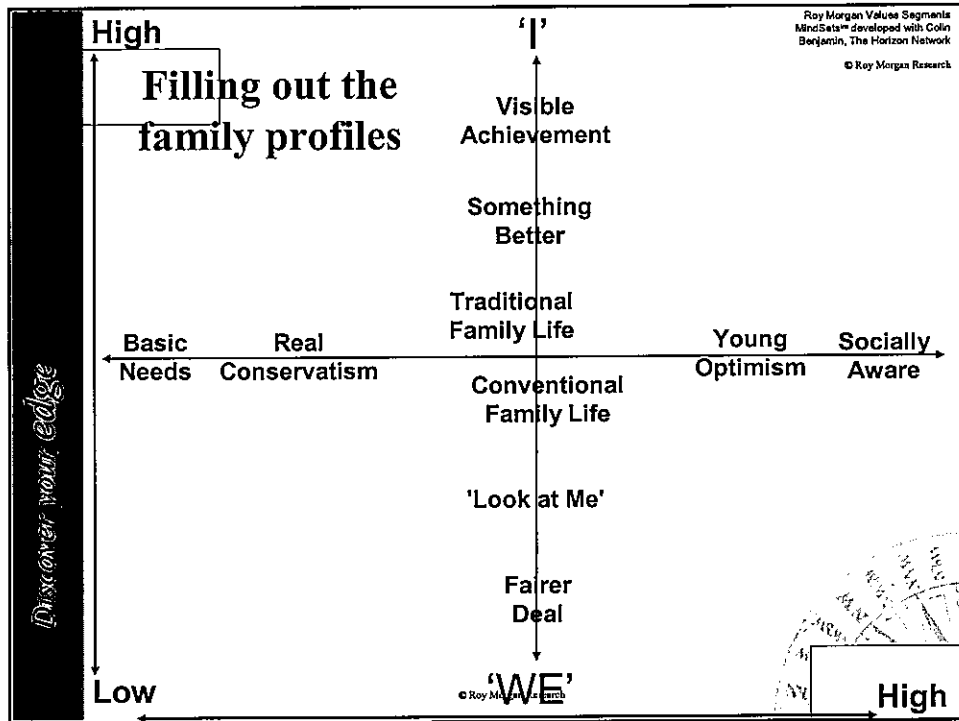 High
'I'
Roy Morgan Values Segments
MindSets™ developed with Colin
Benjamin, The Horizon Network
© Roy Morgan Research
Filling out the
family profiles
Visible
Achievement
Something
Better
Traditional
Family Life
Basic
Needs
Real
Conservatism
Young
Optimism
Socially
Aware
Conventional
Family Life
'Look at Me'
Fairer
Deal
Discover your edge
Low
'WE'
© Roy Morgan Research
High